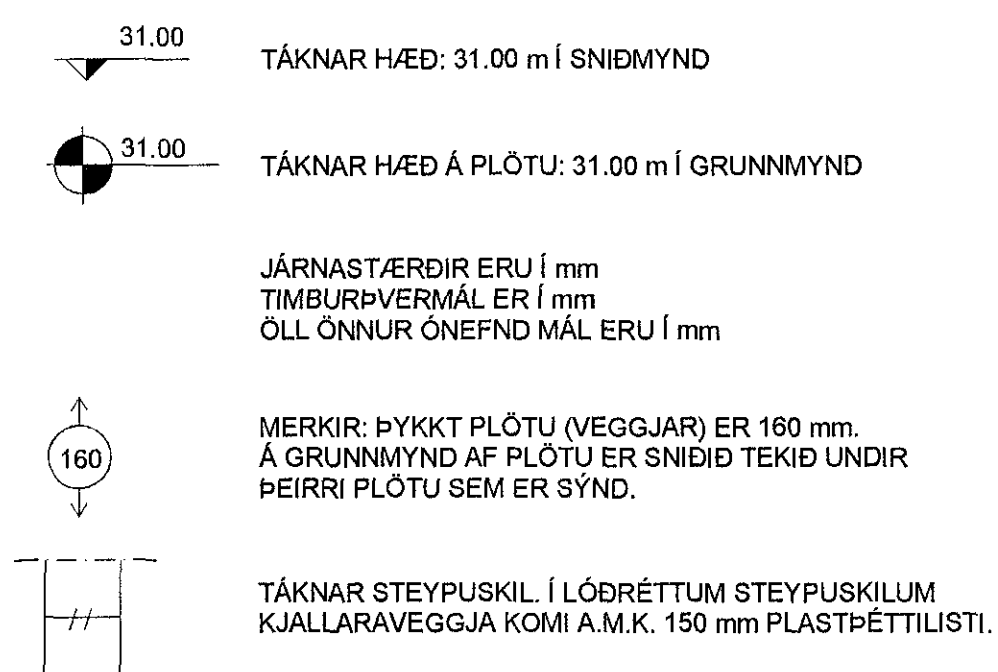 31.00
TÁKNAR HÆÐ: 31.00 m Í SNIÐMYND
31.00
TÁKNAR HÆÐ Á PLÖTU: 31.00 m Í GRUNNMYND
JÁRNASTÆRÐIR ERU Í mm
TIMBURÞVERMÁL ER Í mm
ÖLL ÖNNUR ÓNEFND MÁL ERU Í mm
160
MERKIR: ÞYKKT PLÖTU (VEGGJAR) ER 160 mm.
Á GRUNNMYND AF PLÖTU ER SNIÐIÐ TEKIÐ UNDIR
ÞEIRRI PLÖTU SEM ER SÝND.
TÁKNAR STEYPUSKIL. Í LÓÐRÉTTUM STEYPUSKILUM
KJALLARAVEGGJA KOMI A.M.K. 150 mm PLASTÞÉTTILISTI.